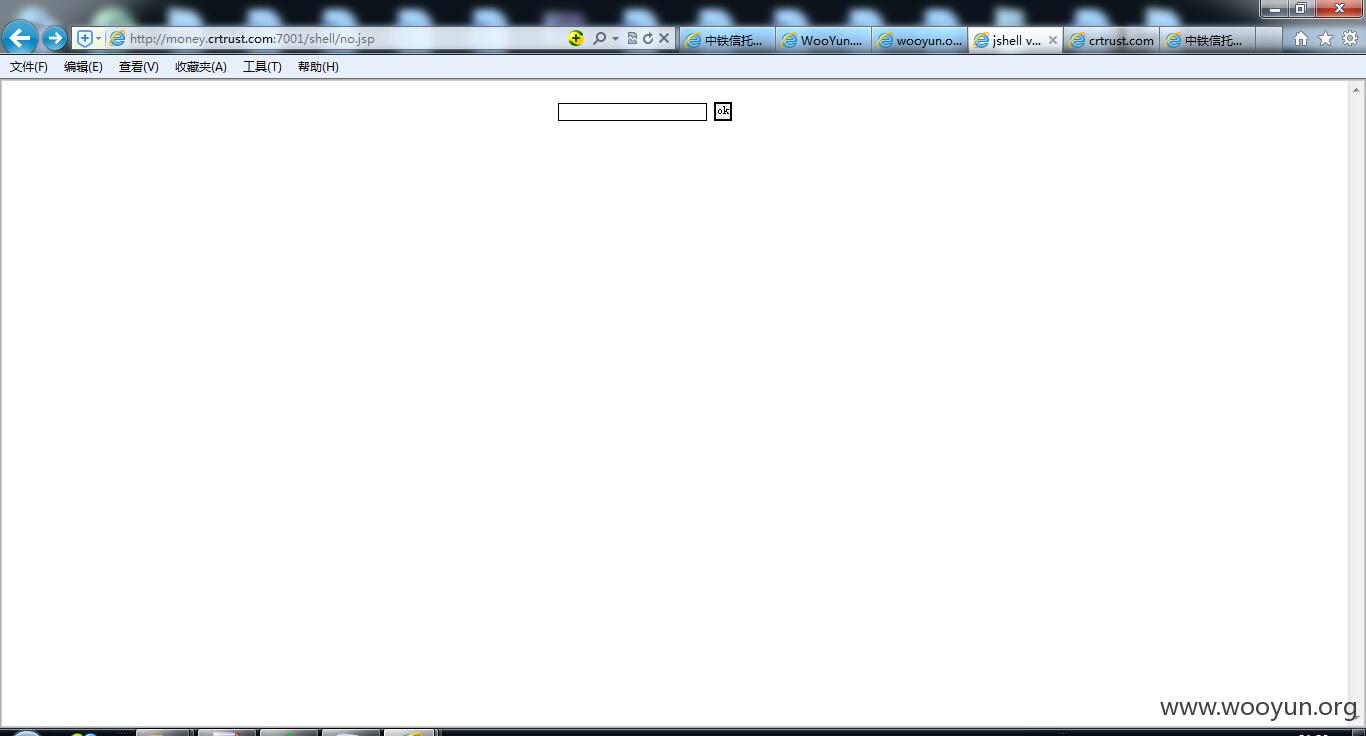 http://money.crtrust.com:7001/shell/no.jsp
中铁信托...
WooYun....
wooyun.o...
jshell v...
crtrust.com
中铁信托...
文件(F) 编辑(E) 查看(V) 收藏夹(A) 工具(T) 帮助(H)
ok
www.wooyun.org